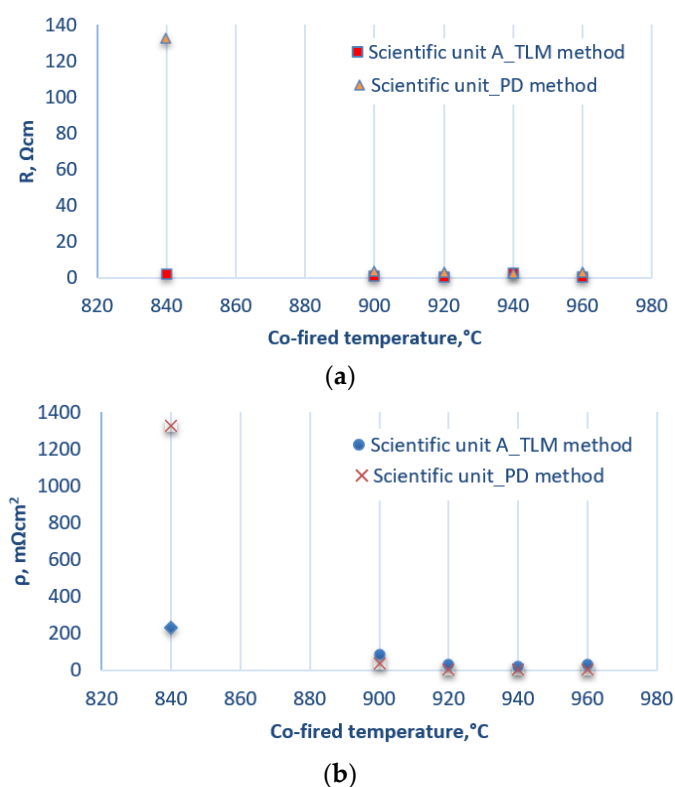 140
120
100
80
60
40
20
0
R, Ωcm
Scientific unit A_TLM method
Scientific unit_PD method
820 840 860 880 900 920 940 960 980
Co-fired temperature,°C
(a)
1400
1200
1000
800
600
400
200
0
ρ, mΩcm²
Scientific unit A_TLM method
Scientific unit_PD method
820 840 860 880 900 920 940 960 980
Co-fired temperature,°C
(b)